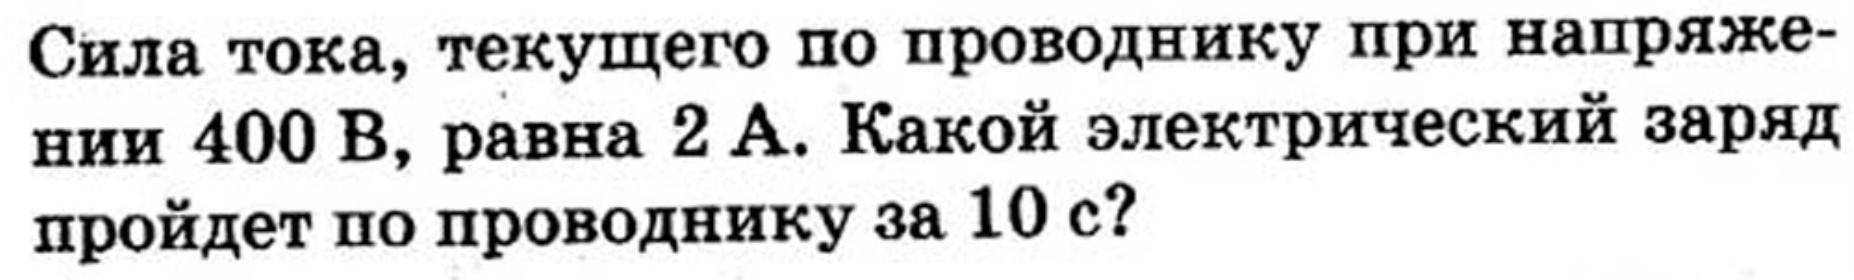 Сила тока, текущего по проводнику при напряже-
нии 400 В, равна 2 А. Какой электрический заряд
пройдет по проводнику за 10 с?